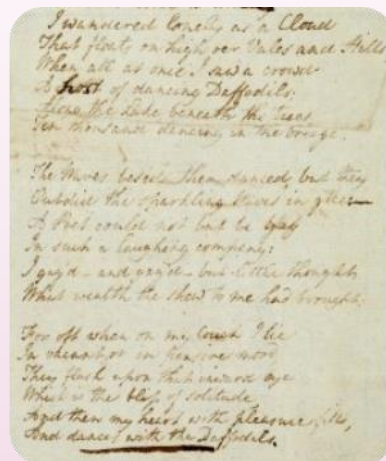 I wandered lonely as a Cloud
That floats on high oer Vales and Hills
When all at once I saw a crowd
A host of dancing Daffodils;
Along the Lake beneath the trees
Ten thousand dancing in the breeze.
The Waves beside them danced, but they
Outdid the sparkling Waves in glee—
A Poet could not but be gay
In such a laughing company:
I gaz'd – and gaz'd – but little thought
What wealth the shew to me had brought:
For oft when on my couch I lie
In vacant or in pensive mood
They flash upon that inward eye
Which is the bliss of solitude
And then my heart with pleasure fills,
And dances with the Daffodils.